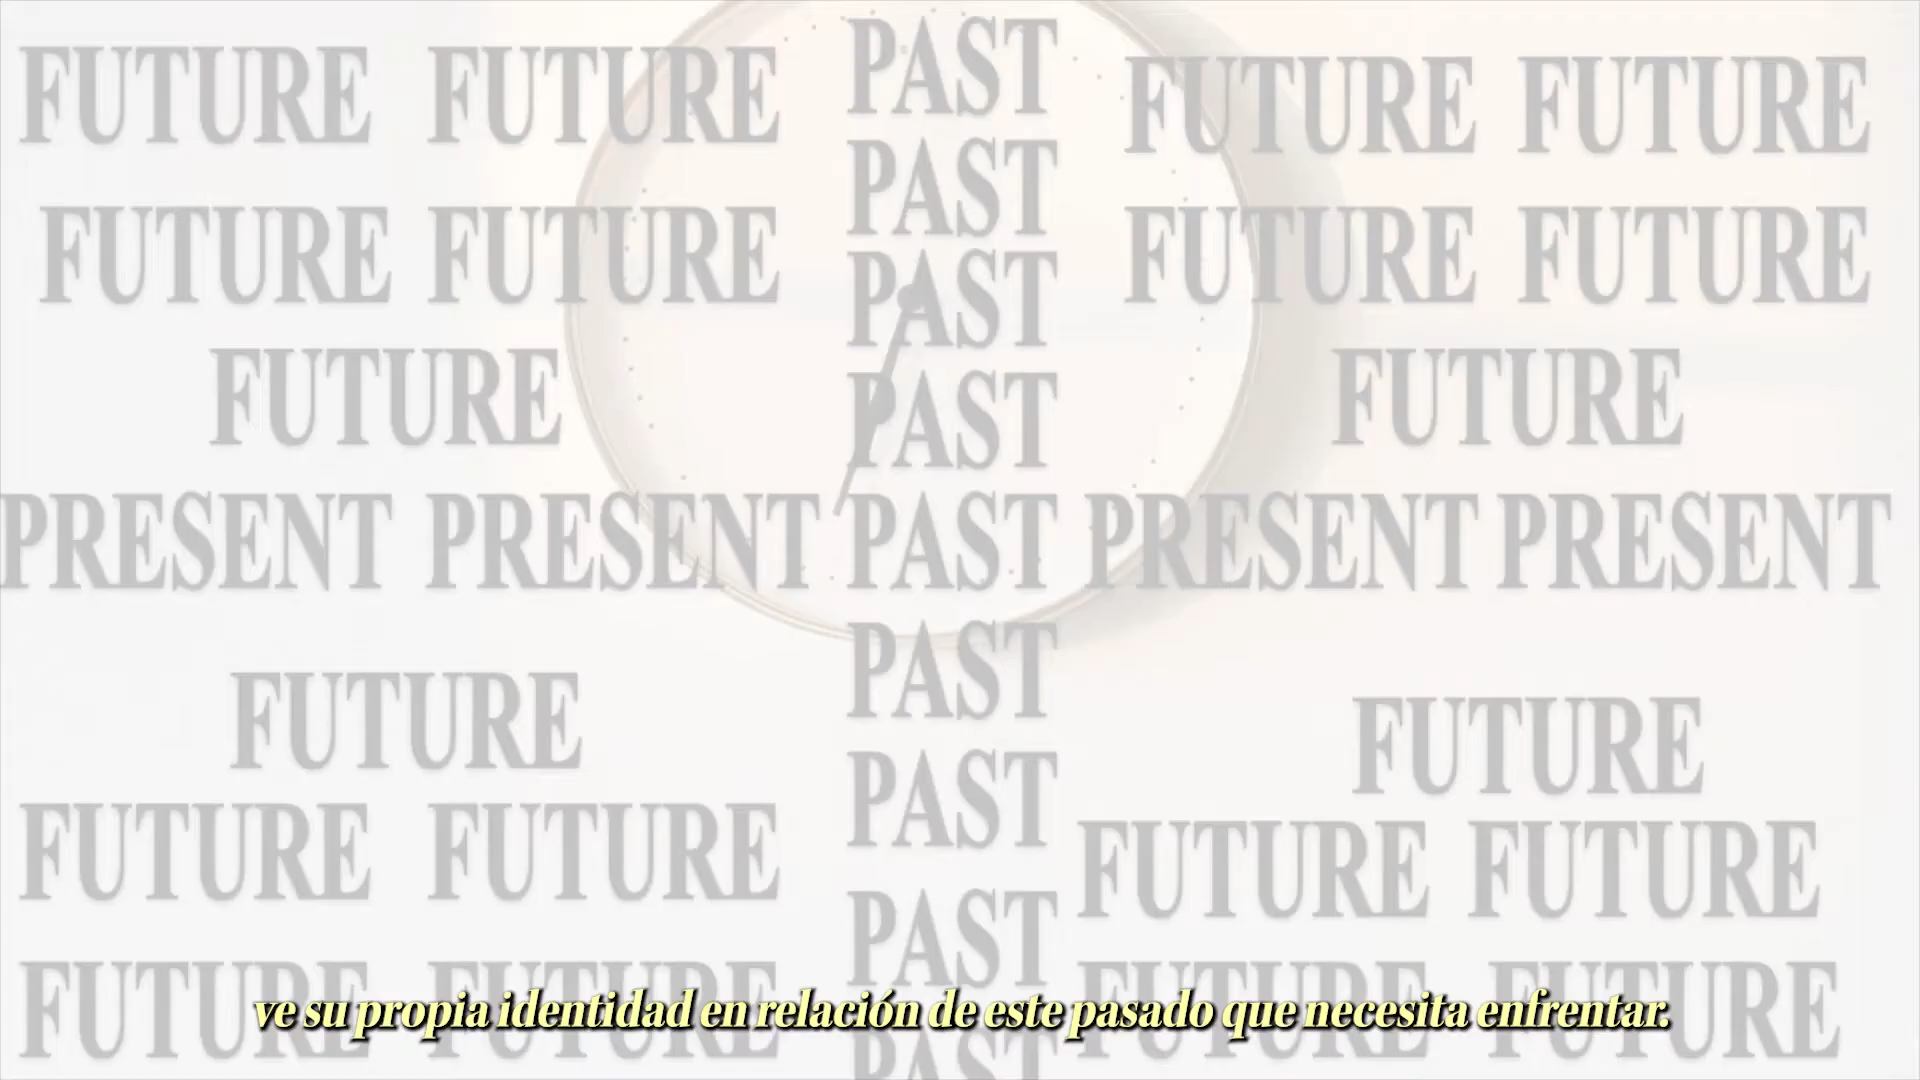 FUTURE FUTURE PAST FUTURE FUTURE
PAST
FUTURE FUTURE PAST FUTURE FUTURE
FUTURE PAST FUTURE
PRESENT PRESENT PAST PRESENT PRESENT
PAST
FUTURE FUTURE
PAST
FUTURE FUTURE FUTURE FUTURE
PAST
FUTURE FUTURE FUTURE FUTURE
PAST
ve su propia identidad en relación de este pasado que necesita enfrentar.